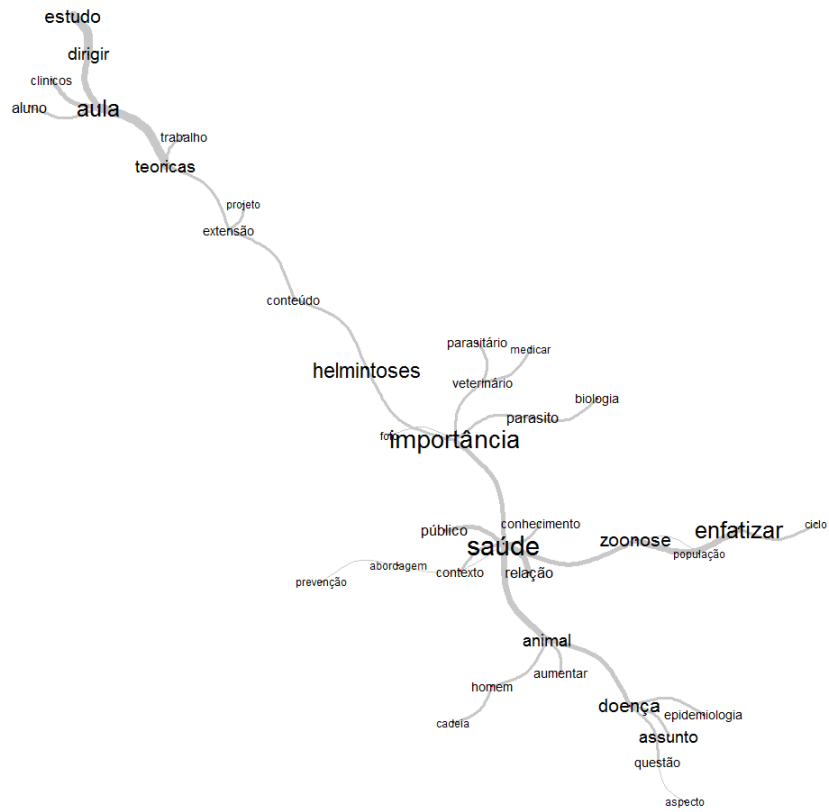 estudo
dirigir
clinicos
aluno
aula
trabalho
teoricas
projeto
extensão
conteúdo
parasitário
medicar
helmintoses
veterinário
biologia
parasito
importância
público
conhecimento
enfatizar
ciclo
saúde
zoonose
população
abordagem
contexto
relação
prevenção
animal
aumentar
homem
cadeia
doença
epidemiologia
assunto
questão
aspecto